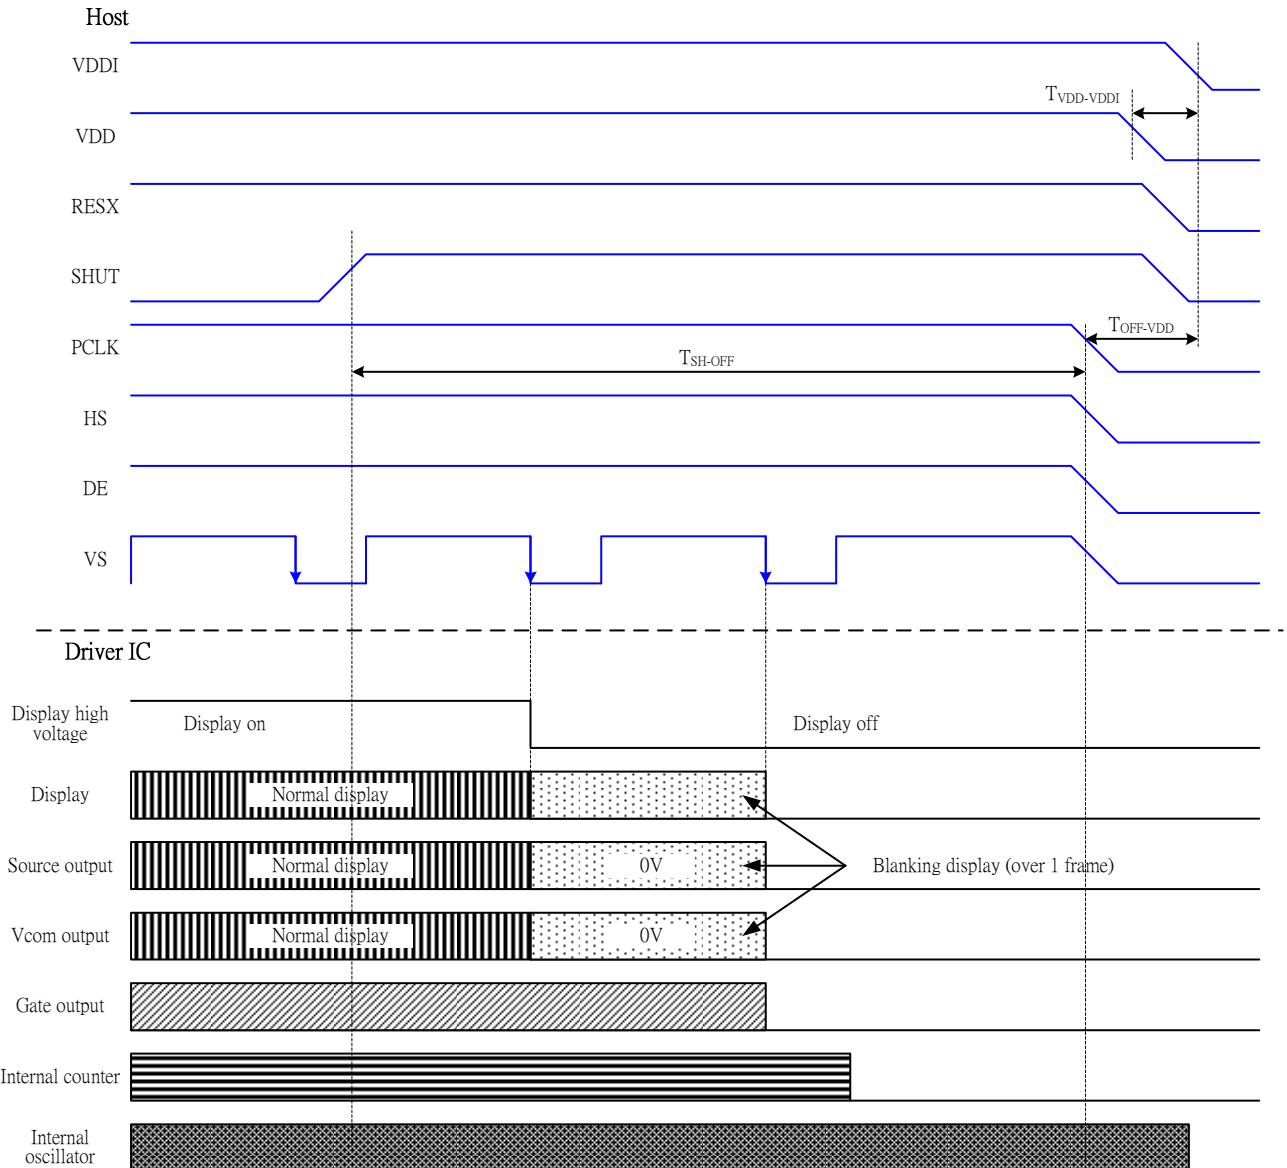 Host
VDDI
TVDD-VDDI
VDD
RESX
SHUT
TOFF-VDD
PCLK
TSH-OFF
HS
DE
VS
Driver IC
Display high
voltage
Display on
Display off
Display
Normal display
Source output
Normal display
0V
Blanking display (over 1 frame)
Vcom output
Normal display
0V
Gate output
Internal counter
Internal
oscillator